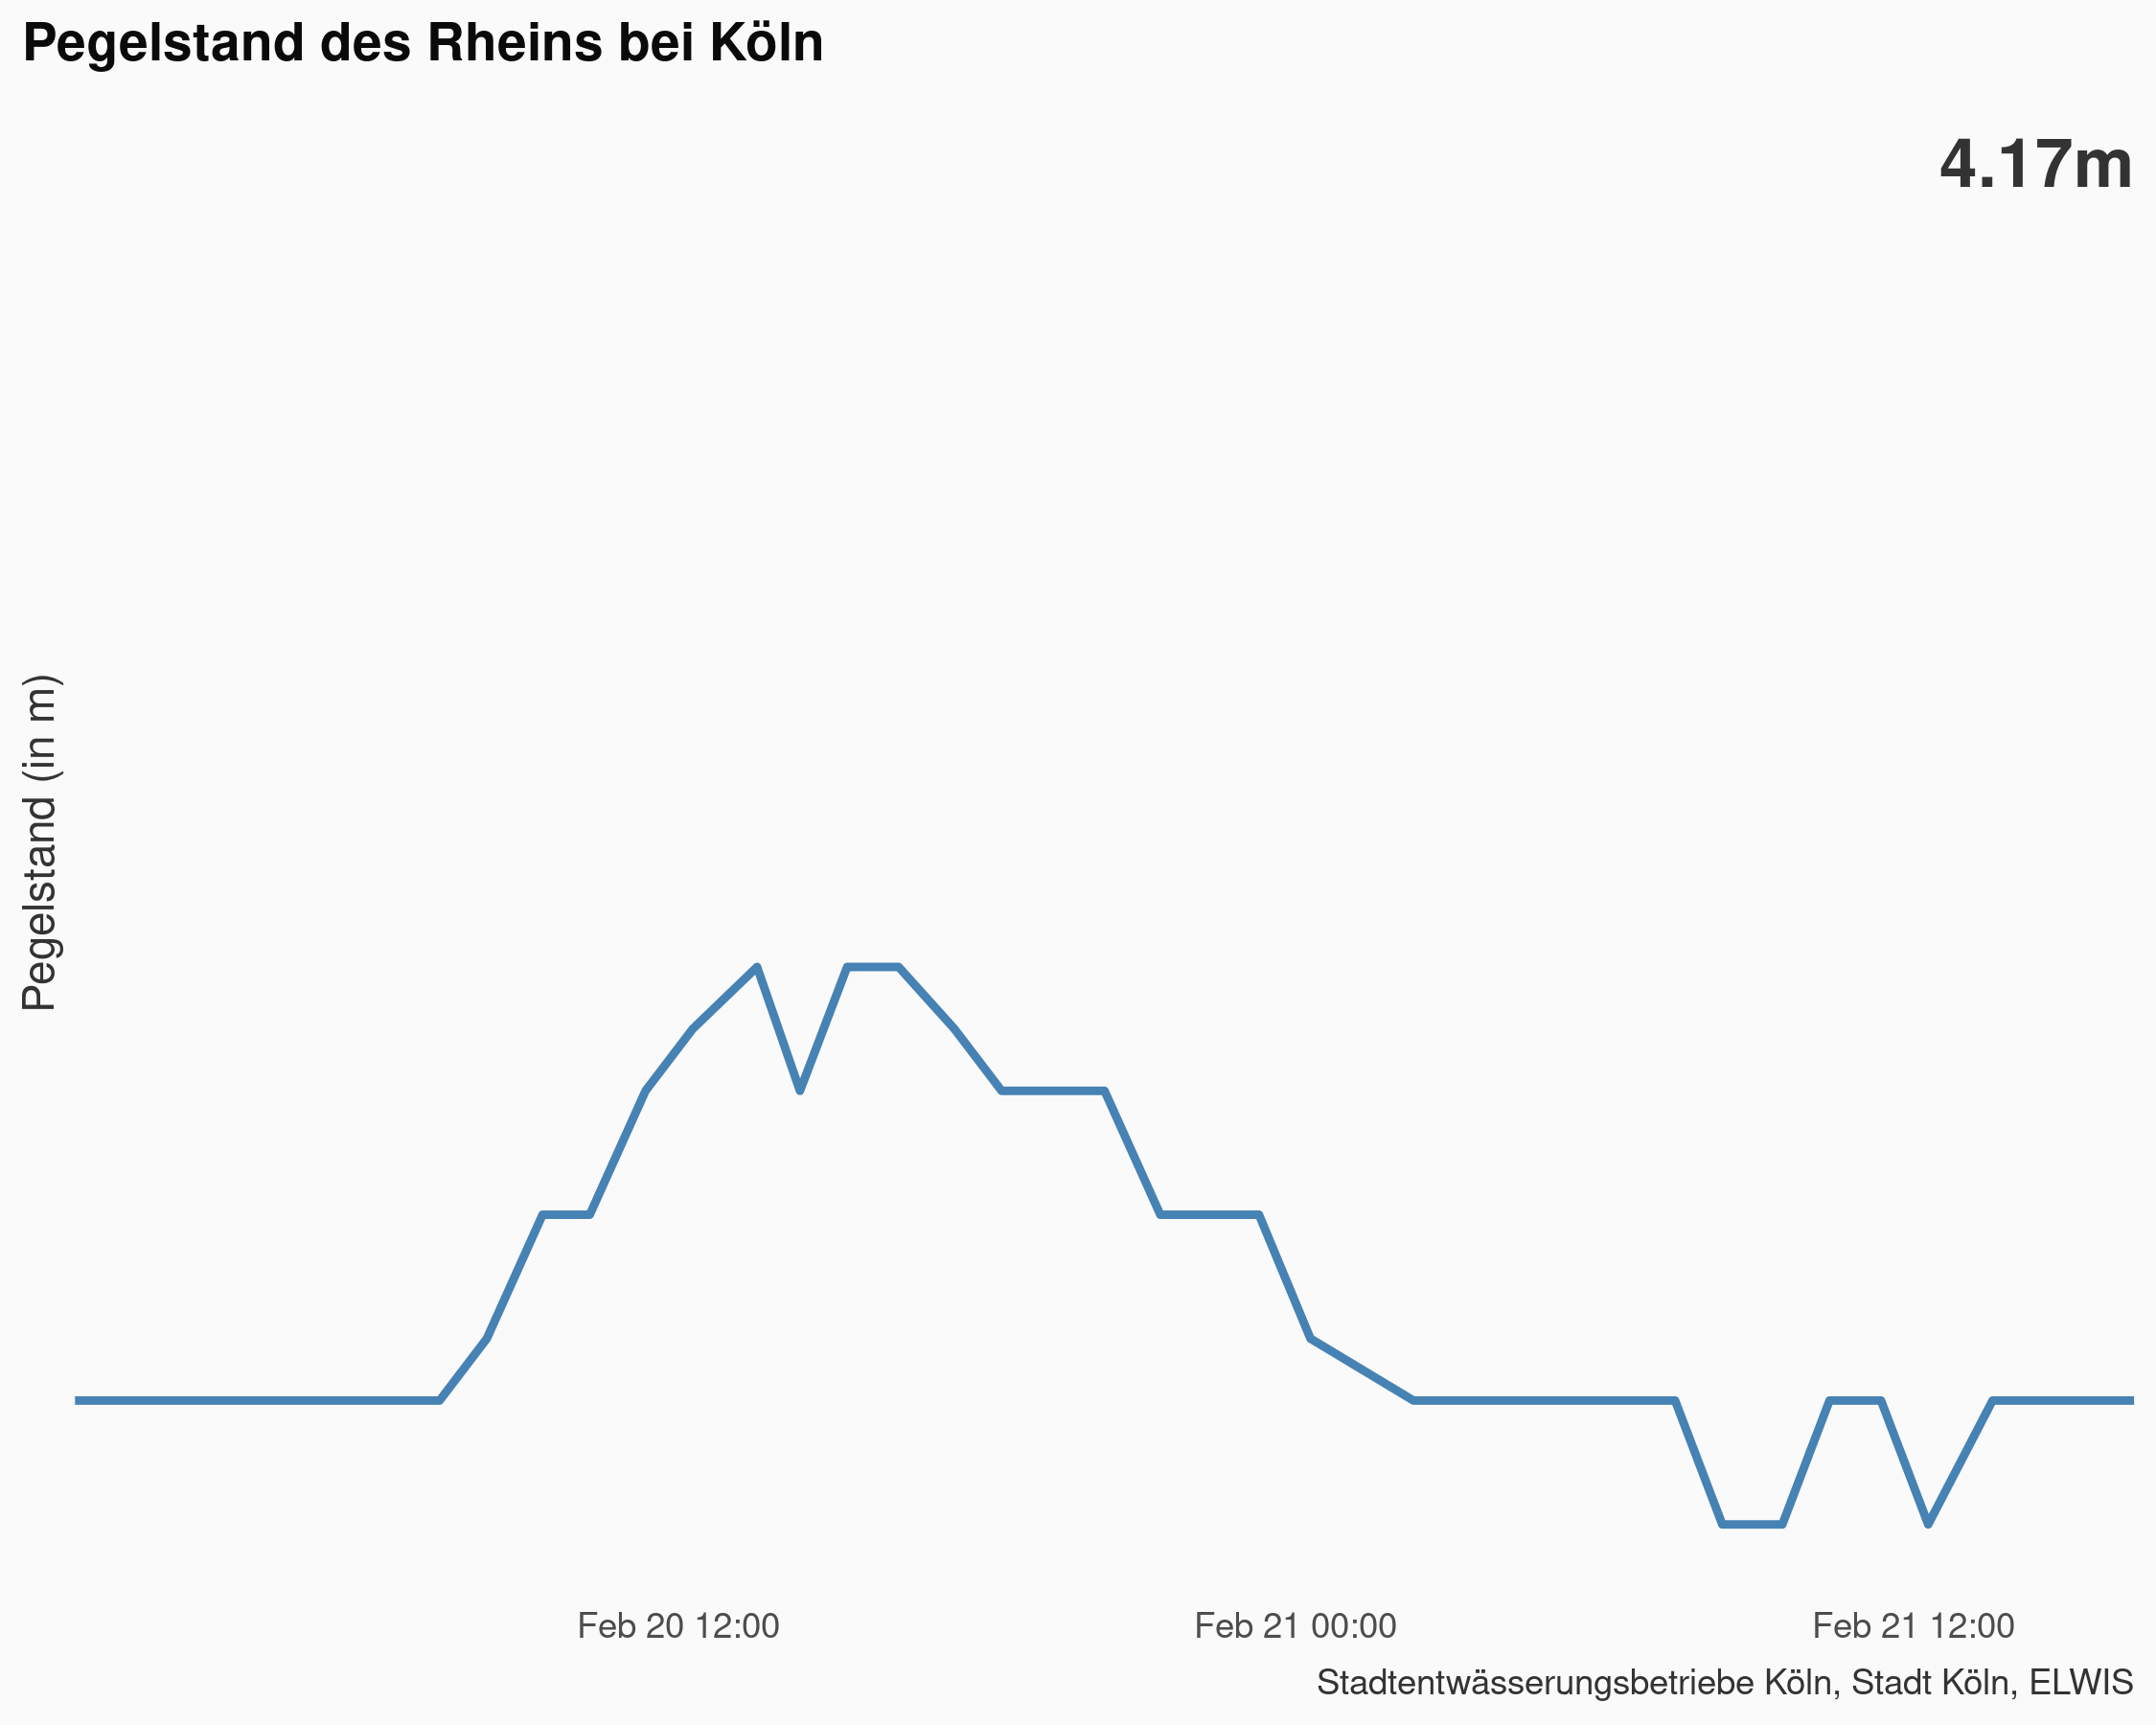 Pegelstand des Rheins bei Köln
4.17m
Pegelstand (in m)
Feb 20 12:00
Feb 21 00:00
Feb 21 12:00
Stadtentwässerungsbetriebe Köln, Stadt Köln, ELWIS